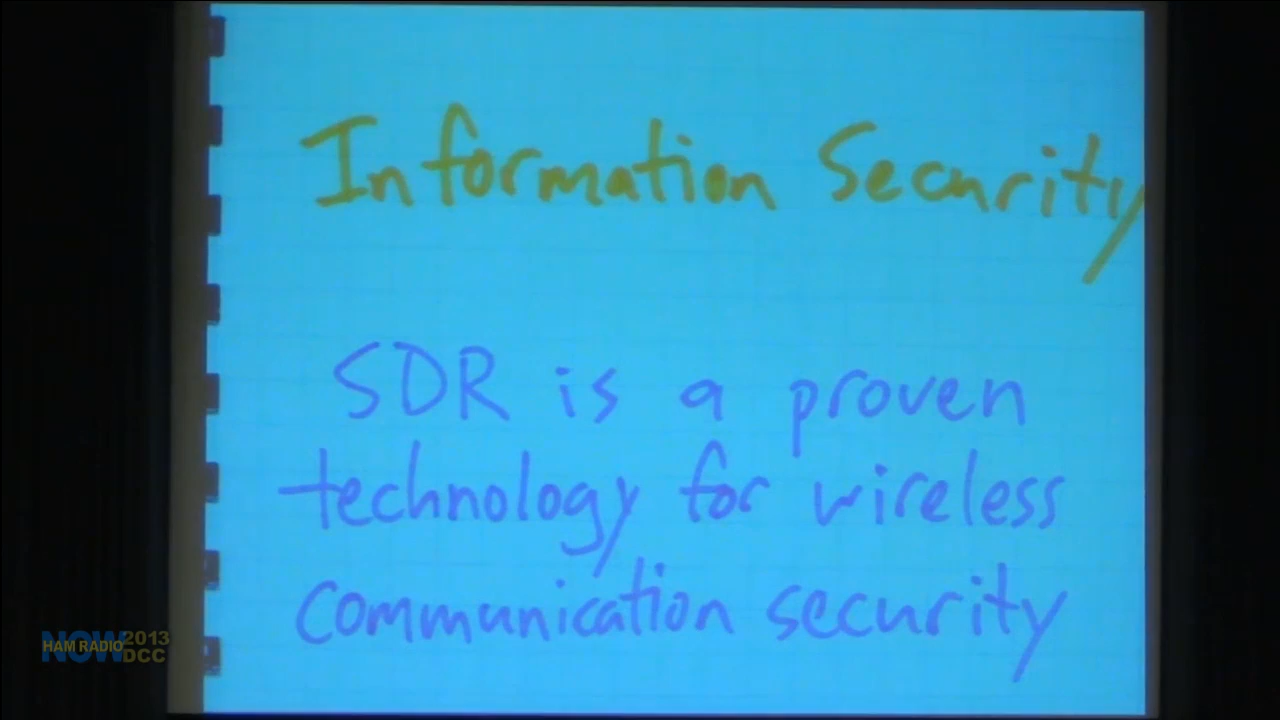 Information Security
SDR is a proven
technology for wireless
communication security
HAM RADIO NOW 2013 DCC